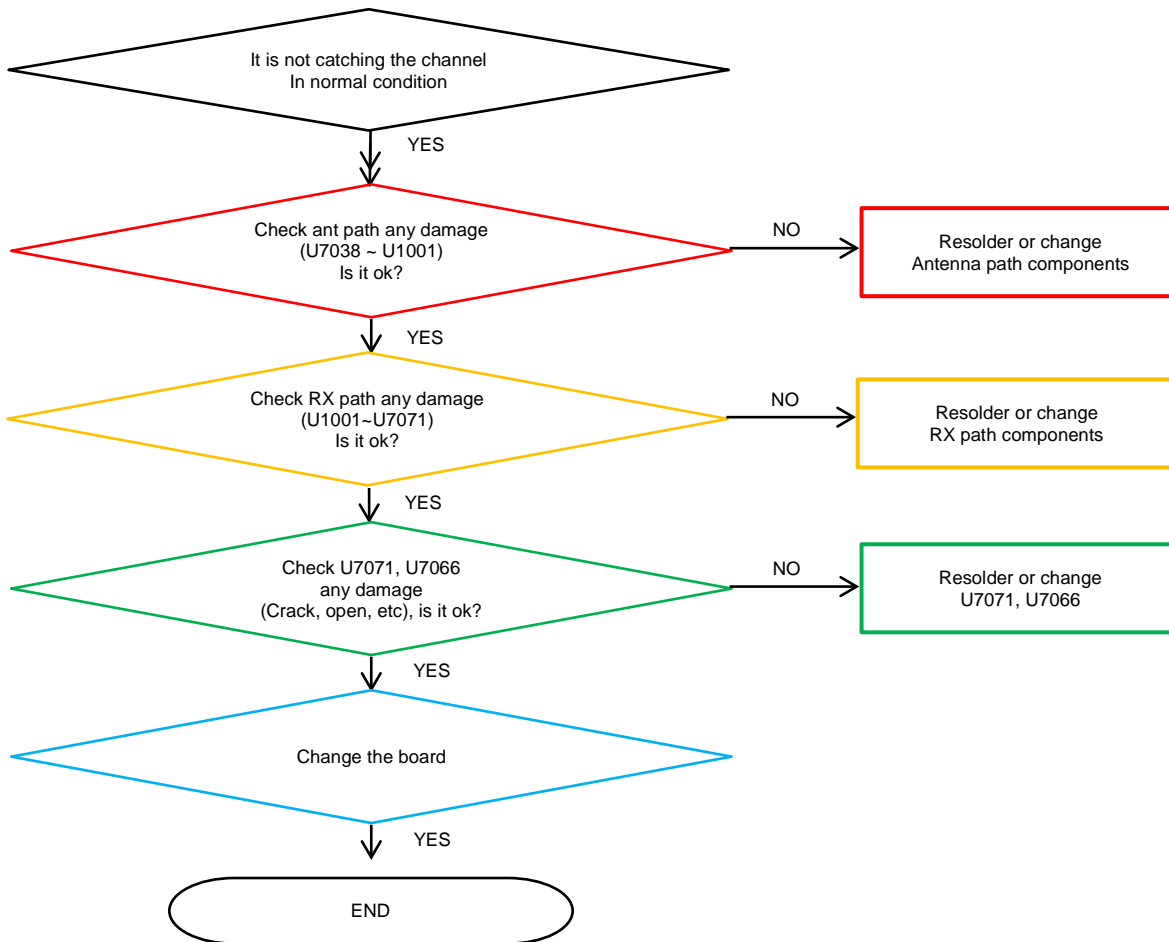 It is not catching the channel
In normal condition
YES
Check ant path any damage
(U7038 ~ U1001)
Is it ok?
NO
Resolder or change
Antenna path components
YES
Check RX path any damage
(U1001~U7071)
Is it ok?
NO
Resolder or change
RX path components
YES
Check U7071, U7066
any damage
(Crack, open, etc), is it ok?
NO
Resolder or change
U7071, U7066
YES
Change the board
YES
END